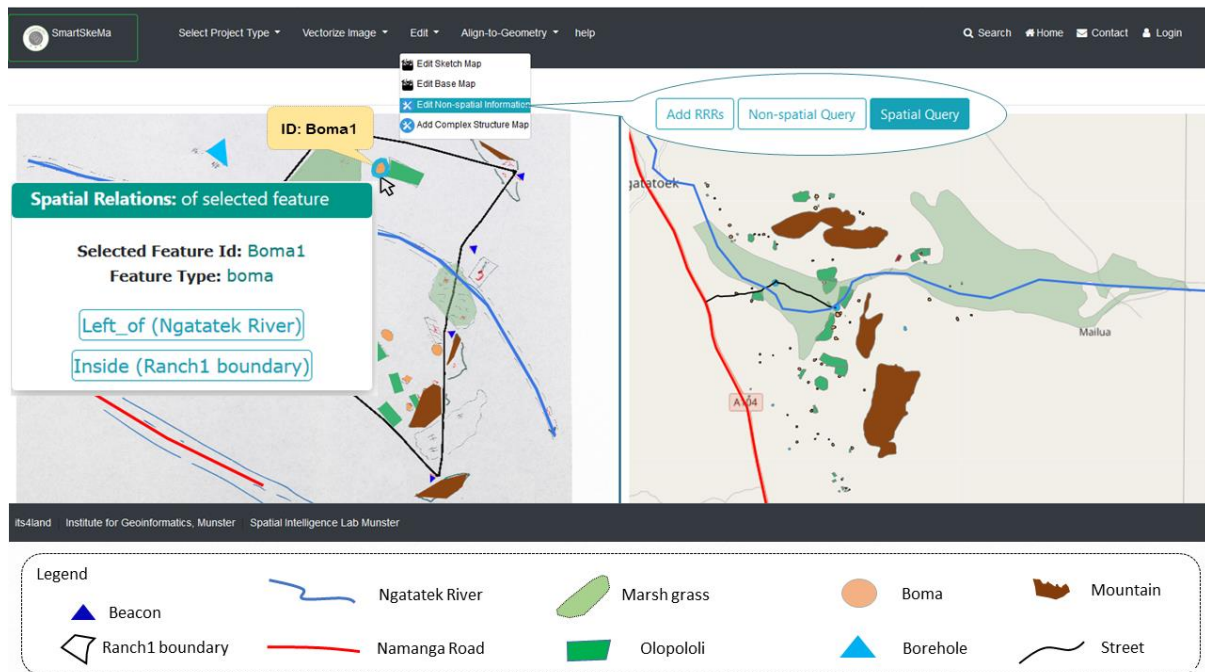 SmartSkeMa
Select Project Type
Vectorize Image
Edit
Align-to-Geometry
help
Search
Home
Contact
Login
Edit Sketch Map
Edit Base Map
Edit Non-spatial Information
Add Complex Structure Map
Add RRRs
Non-spatial Query
Spatial Query
ID: Boma1
Spatial Relations: of selected feature
Selected Feature Id: Boma1
Feature Type: boma
Left_of (Ngatatek River)
Inside (Ranch1 boundary)
gatatoek
Mailua
A104
its4land
Institute for Geoinformatics, Munster
Spatial Intelligence Lab Munster
Legend
Beacon
Ngatatek River
Marsh grass
Boma
Mountain
Ranch1 boundary
Namanga Road
Olopololi
Borehole
Street